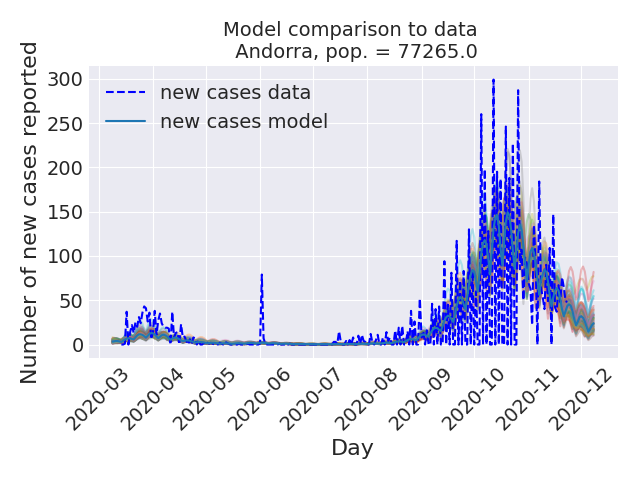 Model comparison to data
Andorra, pop. = 77265.0
Number of new cases reported
300
250
200
150
100
50
0
new cases data
new cases model
2020-03
2020-04
2020-05
2020-06
2020-07
2020-08
2020-09
2020-10
2020-11
2020-12
Day